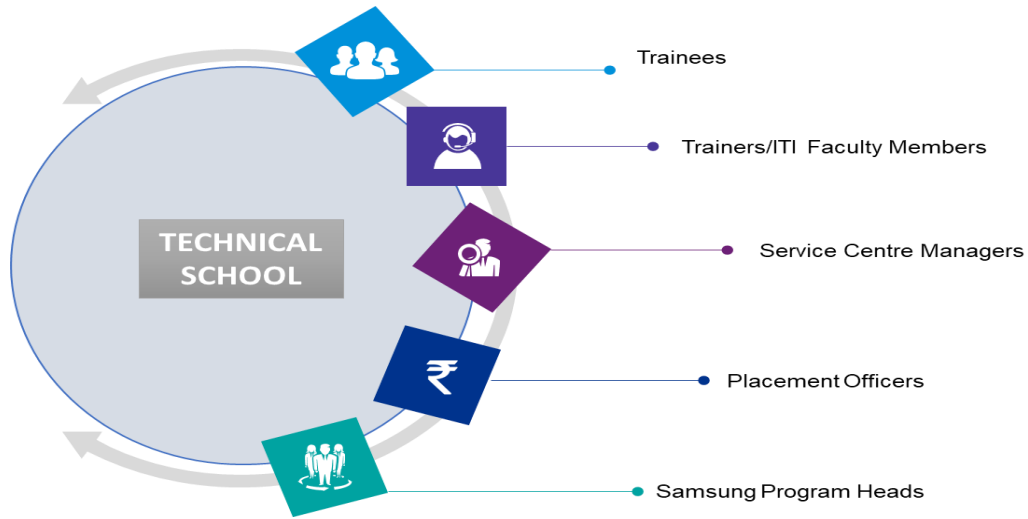 Trainees
Trainers/ITI Faculty Members
TECHNICAL
SCHOOL
Service Centre Managers
₹
Placement Officers
Samsung Program Heads